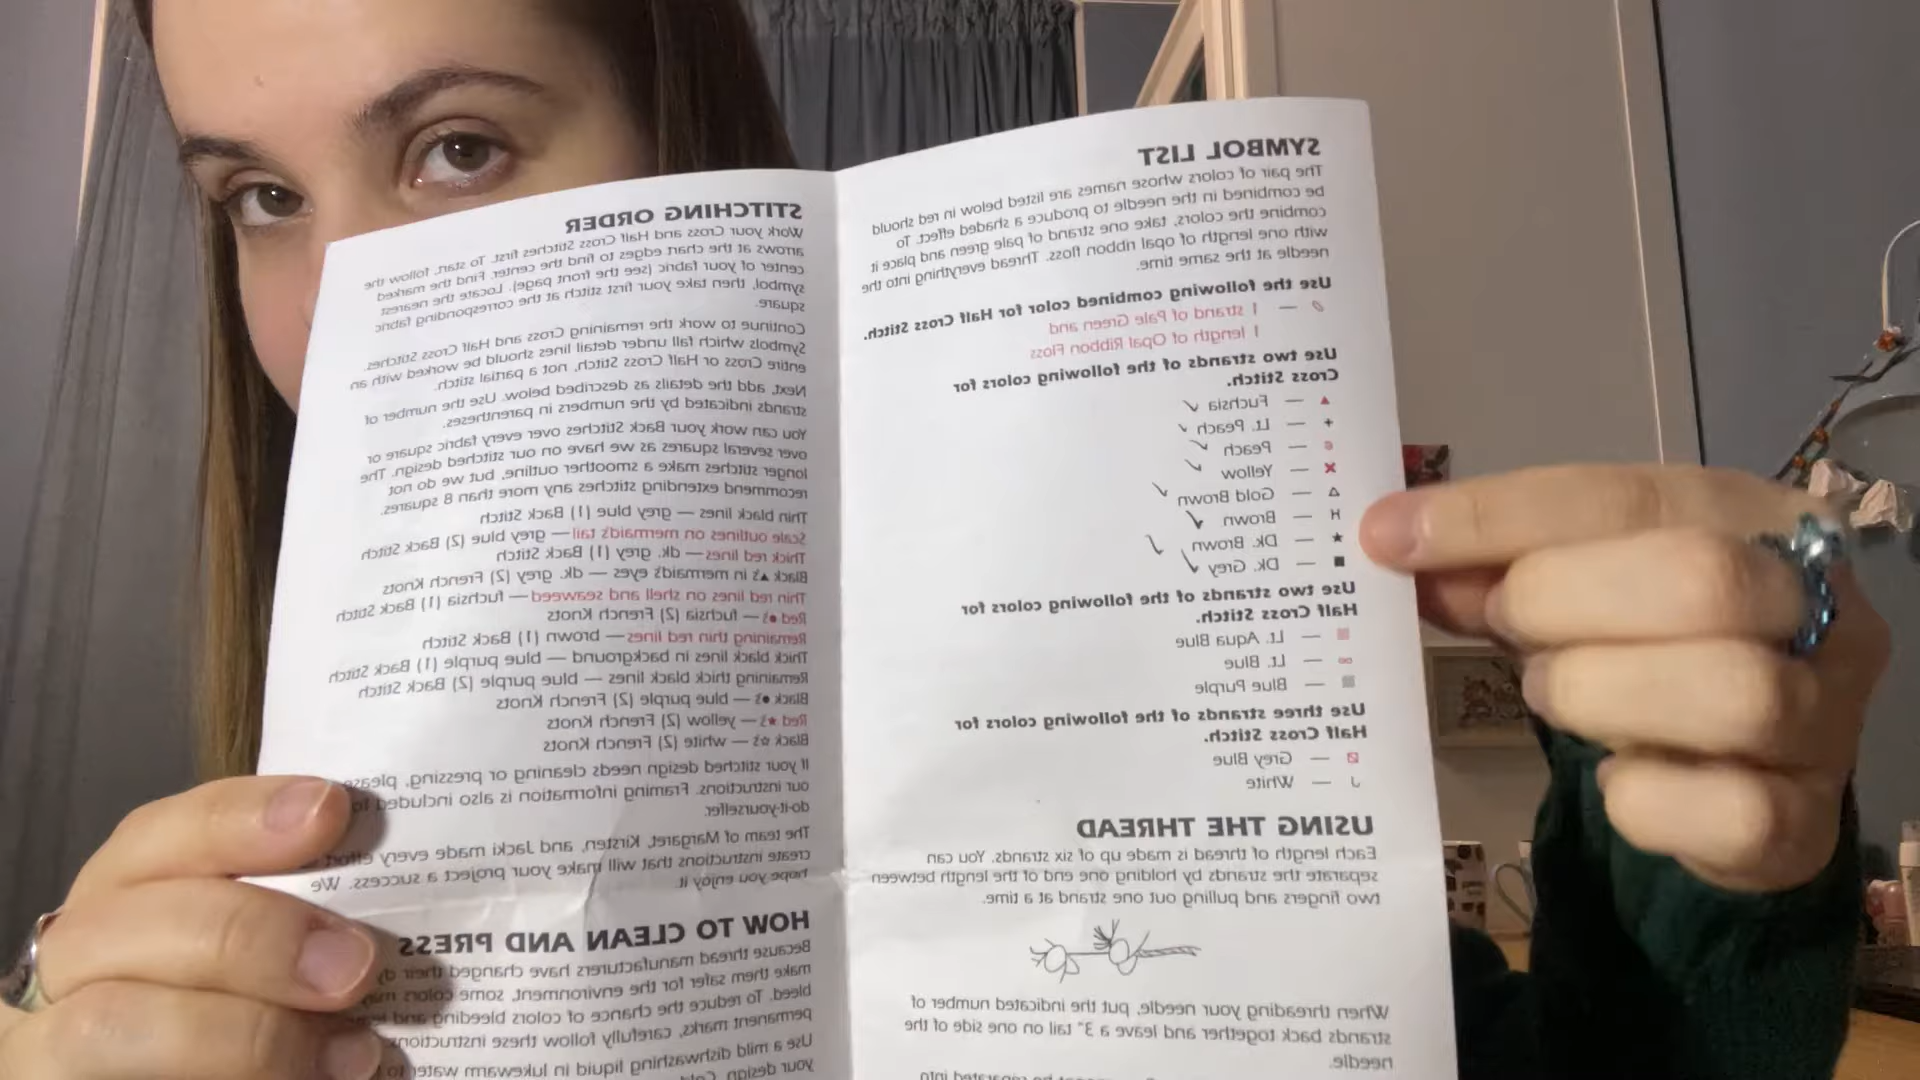 SYMBOL LIST
The pair of colors whose names are listed below in red should
be combined in the needle to produce a shaded effect. To
combine the colors, take one strand of pale green and place it
with one length of opal ribbon floss. Thread everything into the
needle at the same time.
Use the following combined color for Half Cross Stitch.
— 1 strand of Pale Green and
1 length of Opal Ribbon Floss
Use two strands of the following colors for
Cross Stitch.
▲ — Fuchsia ✓
+ — Lt. Peach ✓
— Peach ✓
✖ — Yellow ✓
△ — Gold Brown ✓
H — Brown ✓
★ — Dk. Brown ✓
■ — Dk. Grey ✓
Use two strands of the following colors for
Half Cross Stitch.
— Lt. Aqua Blue
∞ — Lt. Blue
— Blue Purple
Use three strands of the following colors for
Half Cross Stitch.
— Grey Blue
— White
USING THE THREAD
Each length of thread is made up of six strands. You can
separate the strands by holding one end of the length between
two fingers and pulling out one strand at a time.
When threading your needle, put the indicated number of
strands back together and leave a 3" tail on one side of the
needle.
be separated into
STITCHING ORDER
Work your Cross and Half Cross Stitches first. To start, follow the
arrows at the chart edges to find the center. Find the marked
center of your fabric (see the front page). Locate the nearest
symbol, then take your first stitch at the corresponding fabric
square.
Continue to work the remaining Cross and Half Cross Stitches.
Symbols which fall under detail lines should be worked with an
entire Cross or Half Cross Stitch, not a partial stitch.
Next, add the details as described below. Use the number of
strands indicated by the numbers in parentheses.
You can work your Back Stitches over every fabric square or
over several squares as we have on our stitched design. The
longer stitches make a smoother outline, but we do not
recommend extending stitches any more than 8 squares.
Thin black lines — grey blue (1) Back Stitch
Scale outlines on mermaid's tail — grey blue (2) Back Stitch
Thick red lines — dk. grey (1) Back Stitch
Black ▲'s in mermaid's eyes — dk. grey (2) French Knots
Thin red lines on shell and seaweed — fuchsia (1) Back Stitch
Red ●'s — fuchsia (2) French Knots
Remaining thin red lines — brown (1) Back Stitch
Thick black lines in background — blue purple (1) Back Stitch
Remaining thick black lines — blue purple (2) Back Stitch
Black ●'s — blue purple (2) French Knots
Red ★'s — yellow (2) French Knots
Black ☆'s — white (2) French Knots
If your stitched design needs cleaning or pressing, please
our instructions. Framing information is also included
do-it-yourselfer.
The team of Margaret, Kirsten, and Jacki made every effort
create instructions that will make your project a success. We
hope you enjoy it.
HOW TO CLEAN AND PRESS
Because thread manufacturers have changed their
make them safer for the environment, some colors
bleed. To reduce the chance of colors bleeding and
permanent marks, carefully follow these instructions
Use a mild dishwashing liquid in lukewarm water to
your design.